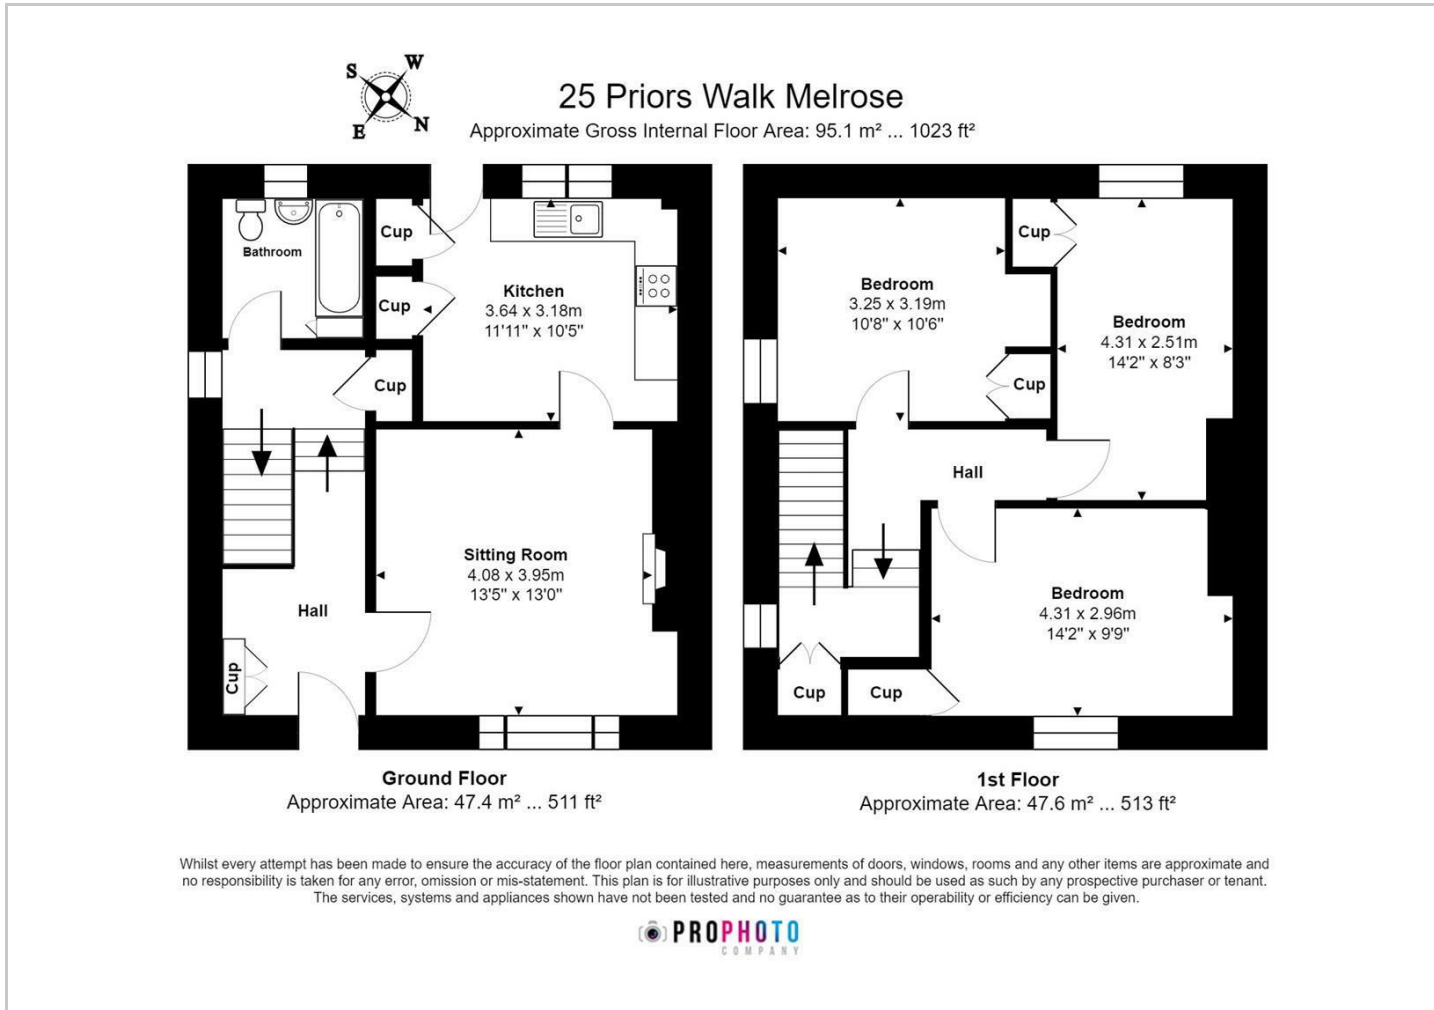 S W
E N
25 Priors Walk Melrose
Approximate Gross Internal Floor Area: 95.1 m² ... 1023 ft²
Bathroom
Cup
Cup
Cup
Kitchen
3.64 x 3.18m
11'11" x 10'5"
Sitting Room
4.08 x 3.95m
13'5" x 13'0"
Hall
Cup
Ground Floor
Approximate Area: 47.4 m² ... 511 ft²
Bedroom
3.25 x 3.19m
10'8" x 10'6"
Cup
Cup
Bedroom
4.31 x 2.51m
14'2" x 8'3"
Hall
Bedroom
4.31 x 2.96m
14'2" x 9'9"
Cup
Cup
1st Floor
Approximate Area: 47.6 m² ... 513 ft²
Whilst every attempt has been made to ensure the accuracy of the floor plan contained here, measurements of doors, windows, rooms and any other items are approximate and
no responsibility is taken for any error, omission or mis-statement. This plan is for illustrative purposes only and should be used as such by any prospective purchaser or tenant.
The services, systems and appliances shown have not been tested and no guarantee as to their operability or efficiency can be given.
PROPHOTO
COMPANY